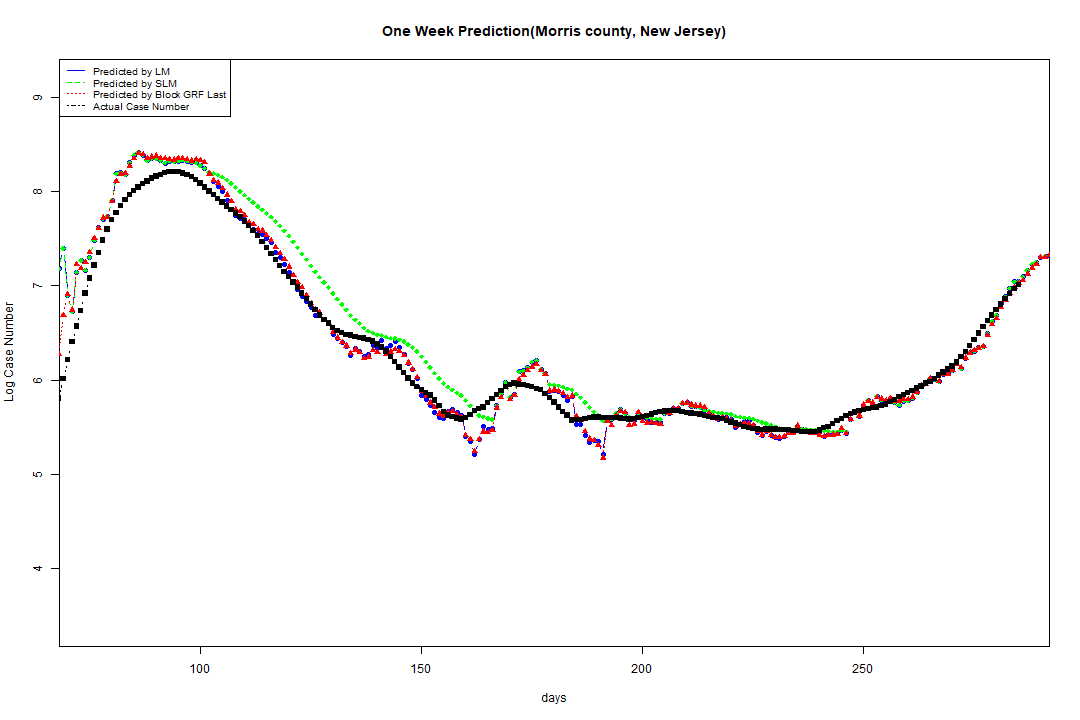 One Week Prediction(Morris county, New Jersey)
Predicted by LM
Predicted by SLM
Predicted by Block GRF Last
Actual Case Number
9
8
7
6
5
4
Log Case Number
100 150 200 250
days